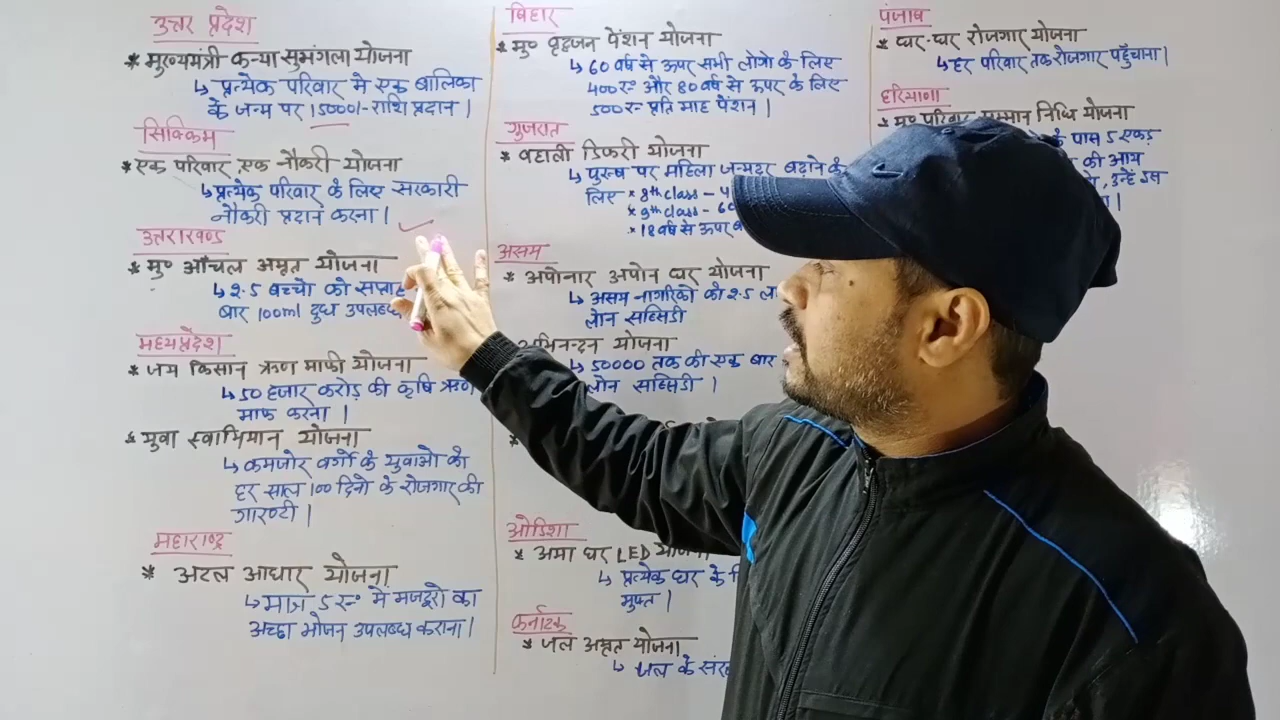 उत्तर प्रदेश
* मुख्यमंत्री कन्या सुमंगला योजना
↳ प्रत्येक परिवार मे एक बालिका
के जन्म पर 15000/- राशि प्रदान।
सिक्किम
* एक परिवार एक नौकरी योजना
↳ प्रत्येक परिवार के लिए सरकारी
नौकरी प्रदान करना।
उत्तराखण्ड
* मु० आँचल अमृत योजना
↳ 2.5 बच्चो को सप्ताह
बार 100ml दुध उपलब्ध
मध्यप्रदेश
* जय किसान ऋण माफी योजना
↳ 50 हजार करोड़ की कृषि ऋण
माफ करना।
* युवा स्वाभिमान योजना
↳ कमजोर वर्गो के युवाओ को
हर साल 100 दिनो के रोजगार की
गारण्टी।
महाराष्ट्र
* अटल आधार योजना
↳ मात्र 5 रू० में मजदूरो का
अच्छा भोजन उपलब्ध कराना।
बिहार
* मु० वृद्धजन पेंशन योजना
↳ 60 वर्ष से ऊपर सभी लोगो के लिए
400 रू० और 80 वर्ष से ऊपर के लिए
500 रू० प्रति माह पेंशन।
गुजरात
* वहाली डिकरी योजना
↳ पुरुष पर महिला जन्मदर बढ़ाने के
लिए * 8th class - 4
* 9th class - 60
* 18 वर्ष से ऊपर
असम
* अपोनार अपोन घर योजना
↳ असम नागरिको को 2.5
लोन सब्सिडी
योजना
↳ 50000 तक की एक बार
लोन सब्सिडी।
ओडिशा
* अमा घर LED योजना
↳ प्रत्येक घर के
मुफ्त।
कर्नाटक
* जल अमृत योजना
↳ जल के
पंजाब
* घर-घर रोजगार योजना
↳ हर परिवार तक रोजगार पहुँचाना।
हरियाणा
* मु० परिवार सम्मान निधि योजना
के पास 5 एकड़
की आय
उन्हे इस